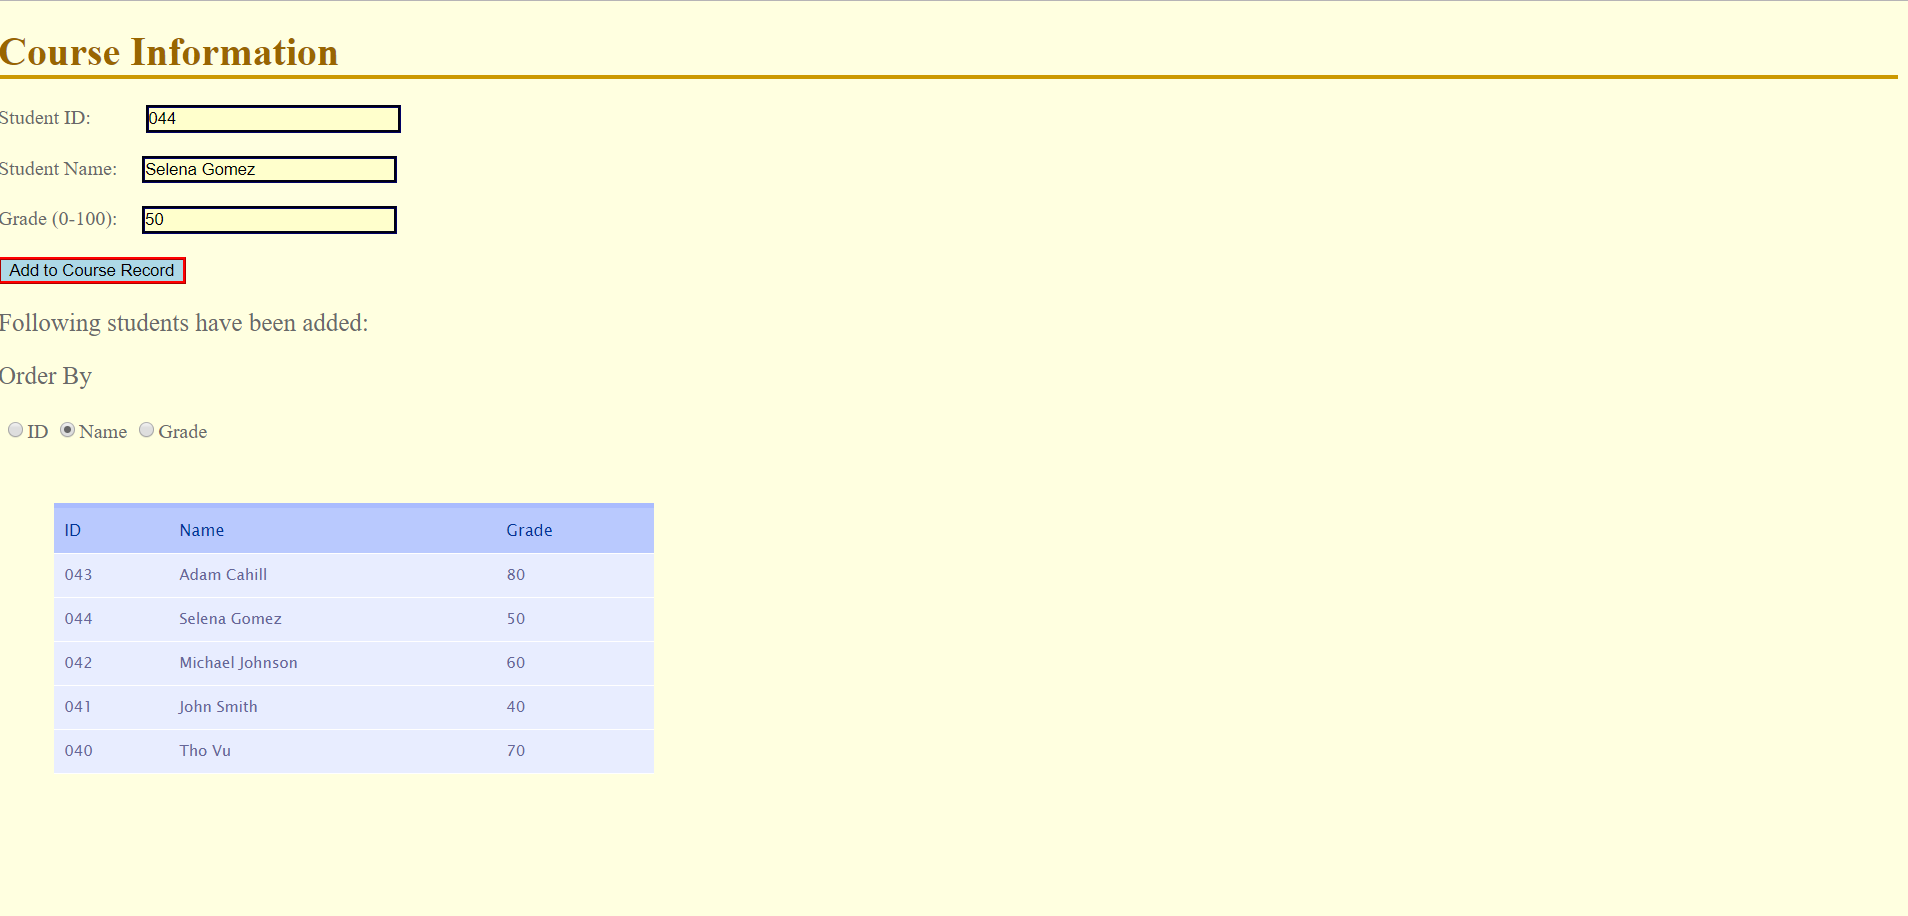 Course Information
Student ID: 044
Student Name: Selena Gomez
Grade (0-100): 50
Add to Course Record
Following students have been added:
Order By
ID Name Grade
ID Name Grade
043 Adam Cahill 80
044 Selena Gomez 50
042 Michael Johnson 60
041 John Smith 40
040 Tho Vu 70